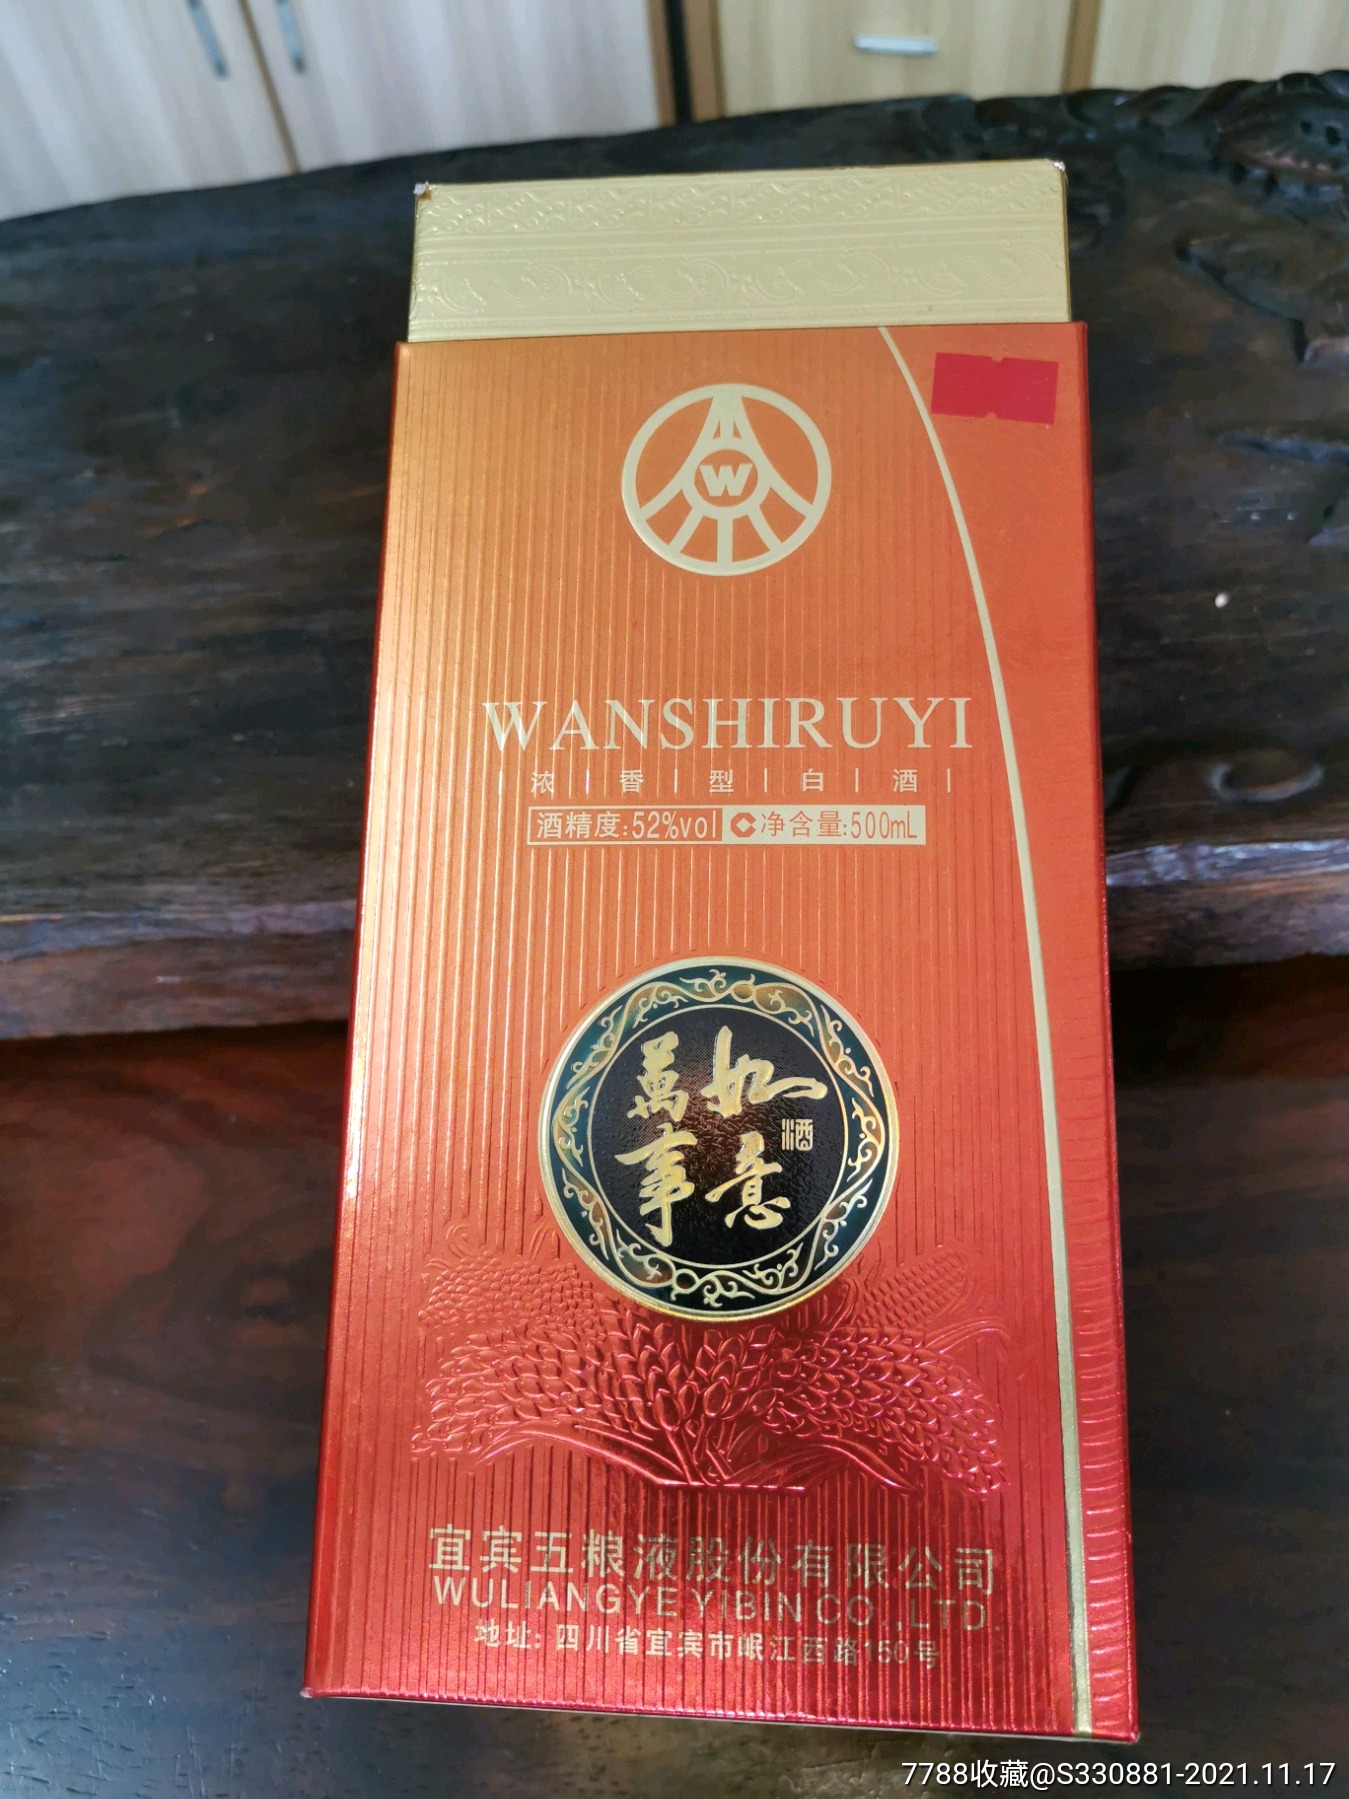 W
WANSHIRUYI
浓|香|型|白|酒
酒精度:52%vol 净含量:500mL
萬事
如意
酒
宜宾五粮液股份有限公司
WULIANGYE YIBIN CO.,LTD.
地址: 四川省宜宾市岷江西路150号
7788收藏@S330881-2021.11.17